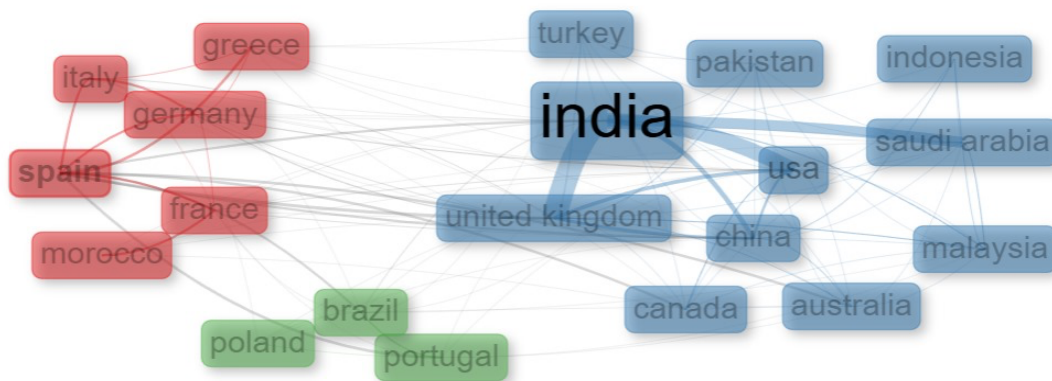 greece
turkey
pakistan
indonesia
italy
germany
india
saudi arabia
spain
usa
france
united kingdom
china
morocco
malaysia
brazil
canada
australia
poland
portugal